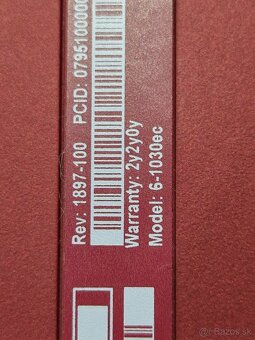 Rev: 1897-100 PCID: 0795100000
Warranty: 2y2y0y
Model: 6-1030ec
Bazos.sk